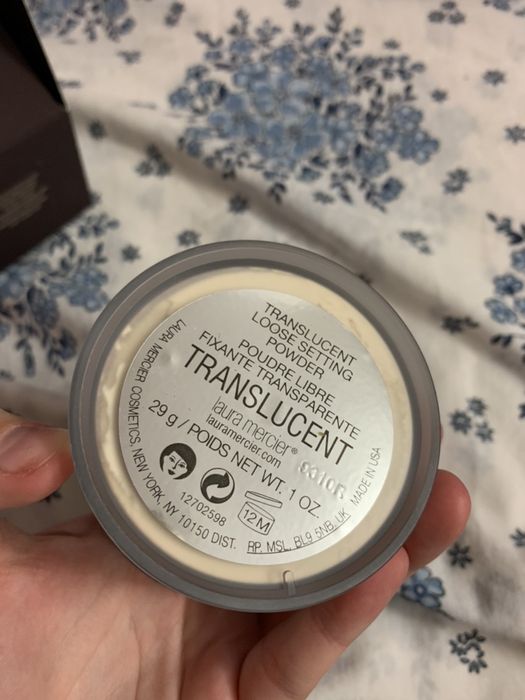 TRANSLUCENT
LOOSE SETTING
POWDER
POUDRE LIBRE
FIXANTE TRANSPARENTE
TRANSLUCENT
laura mercier®
lauramercier.com
29 g / POIDS NET WT. 1 OZ.
12702598
12M
LAURA MERCIER COSMETICS, NEW YORK, NY 10150 DIST. RP. MSL, BL9 5NB, UK MADE IN USA